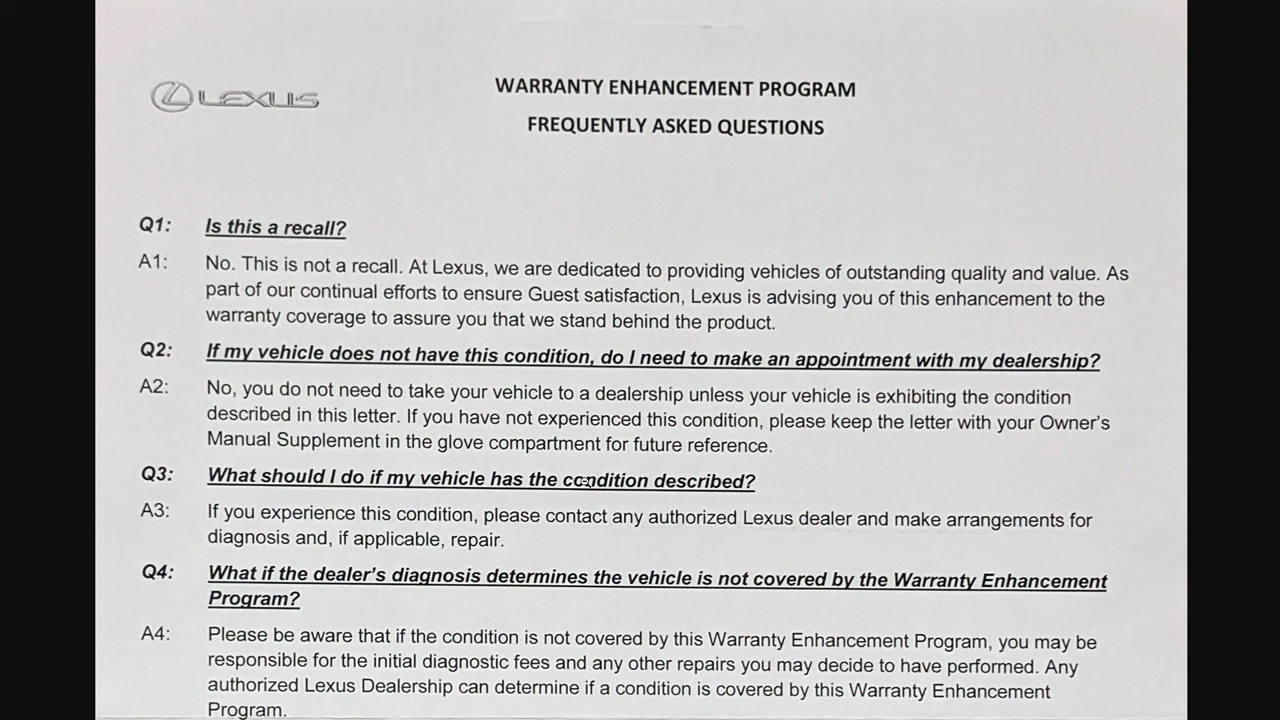 LEXUS
WARRANTY ENHANCEMENT PROGRAM
FREQUENTLY ASKED QUESTIONS
Q1: Is this a recall?
A1: No. This is not a recall. At Lexus, we are dedicated to providing vehicles of outstanding quality and value. As
part of our continual efforts to ensure Guest satisfaction, Lexus is advising you of this enhancement to the
warranty coverage to assure you that we stand behind the product.
Q2: If my vehicle does not have this condition, do I need to make an appointment with my dealership?
A2: No, you do not need to take your vehicle to a dealership unless your vehicle is exhibiting the condition
described in this letter. If you have not experienced this condition, please keep the letter with your Owner's
Manual Supplement in the glove compartment for future reference.
Q3: What should I do if my vehicle has the condition described?
A3: If you experience this condition, please contact any authorized Lexus dealer and make arrangements for
diagnosis and, if applicable, repair.
Q4: What if the dealer's diagnosis determines the vehicle is not covered by the Warranty Enhancement
Program?
A4: Please be aware that if the condition is not covered by this Warranty Enhancement Program, you may be
responsible for the initial diagnostic fees and any other repairs you may decide to have performed. Any
authorized Lexus Dealership can determine if a condition is covered by this Warranty Enhancement
Program.